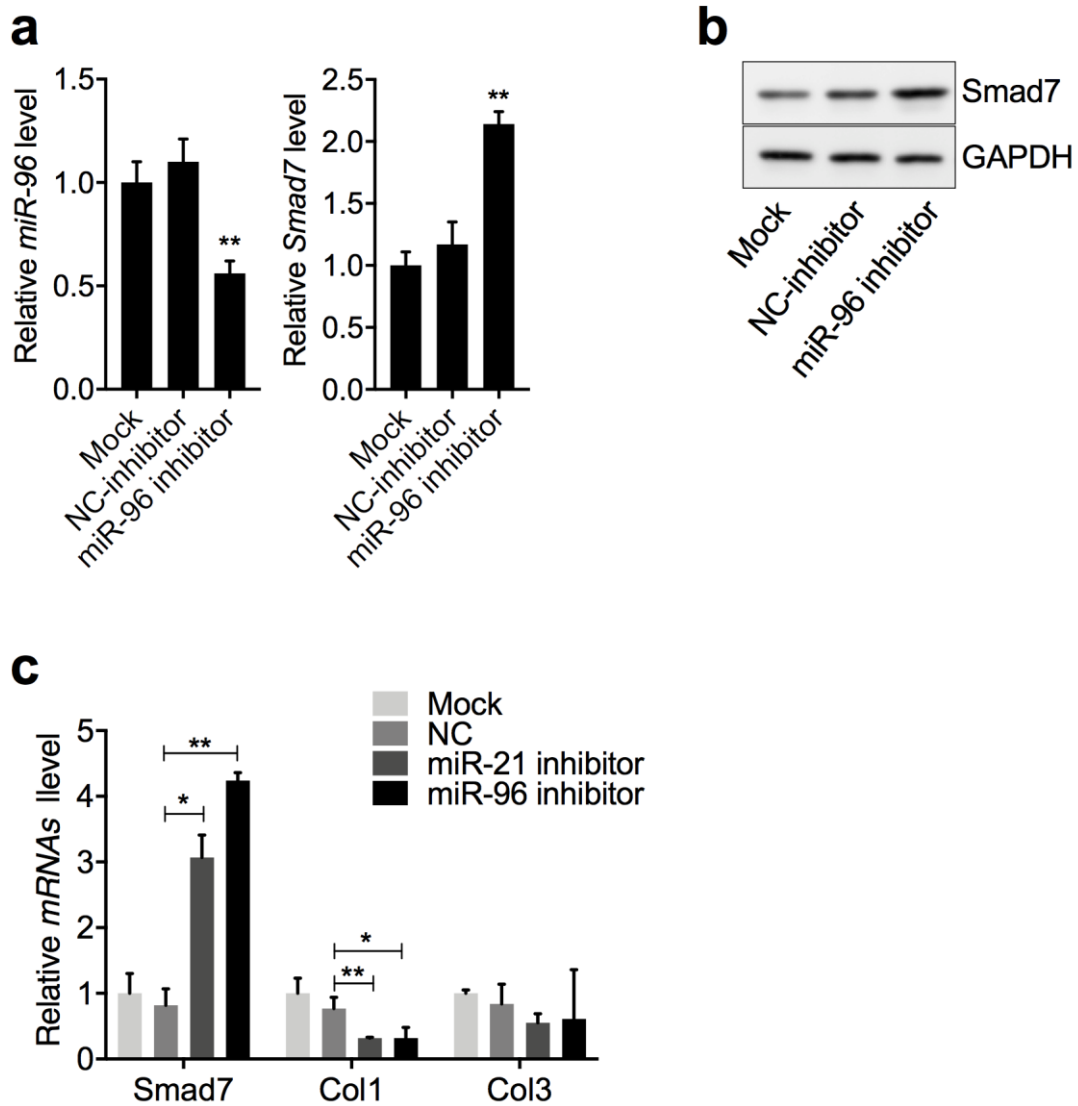 a
Relative miR-96 level
1.5
1.0
0.5
0.0
**
Mock
NC-inhibitor
miR-96 inhibitor
Relative Smad7 level
2.5
2.0
1.5
1.0
0.5
0.0
**
Mock
NC-inhibitor
miR-96 inhibitor
b
Smad7
GAPDH
Mock
NC-inhibitor
miR-96 inhibitor
c
Mock
NC
miR-21 inhibitor
miR-96 inhibitor
Relative mRNAs llevel
5
4
3
2
1
0
**
*
*
**
Smad7
Col1
Col3